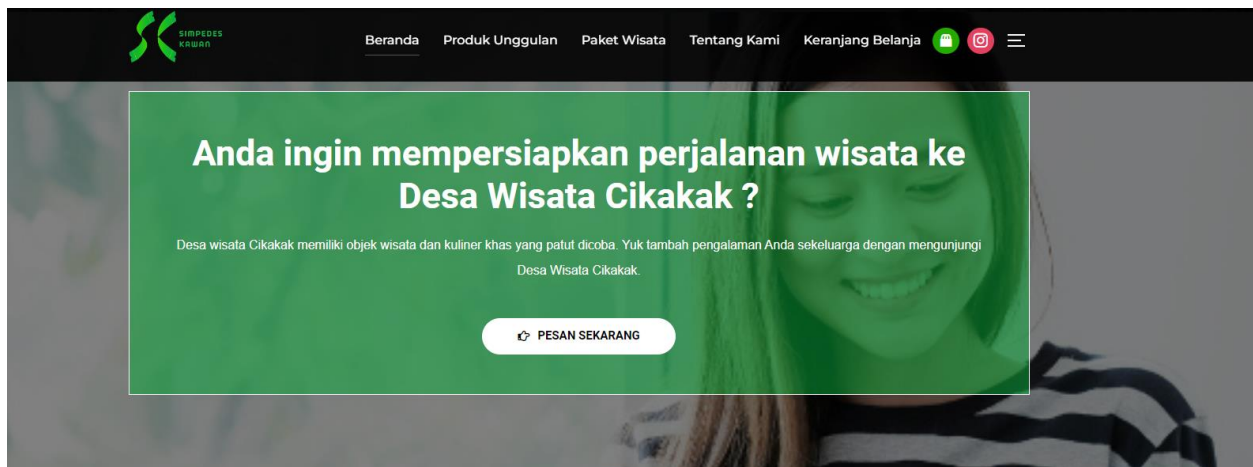 SIMPEDES
KAWAN
Beranda Produk Unggulan Paket Wisata Tentang Kami Keranjang Belanja
Anda ingin mempersiapkan perjalanan wisata ke
Desa Wisata Cikakak ?
Desa wisata Cikakak memiliki objek wisata dan kuliner khas yang patut dicoba. Yuk tambah pengalaman Anda sekeluarga dengan mengunjungi
Desa Wisata Cikakak.
PESAN SEKARANG